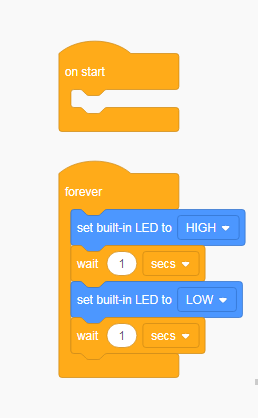 on start
forever
set built-in LED to HIGH
wait 1 secs
set built-in LED to LOW
wait 1 secs